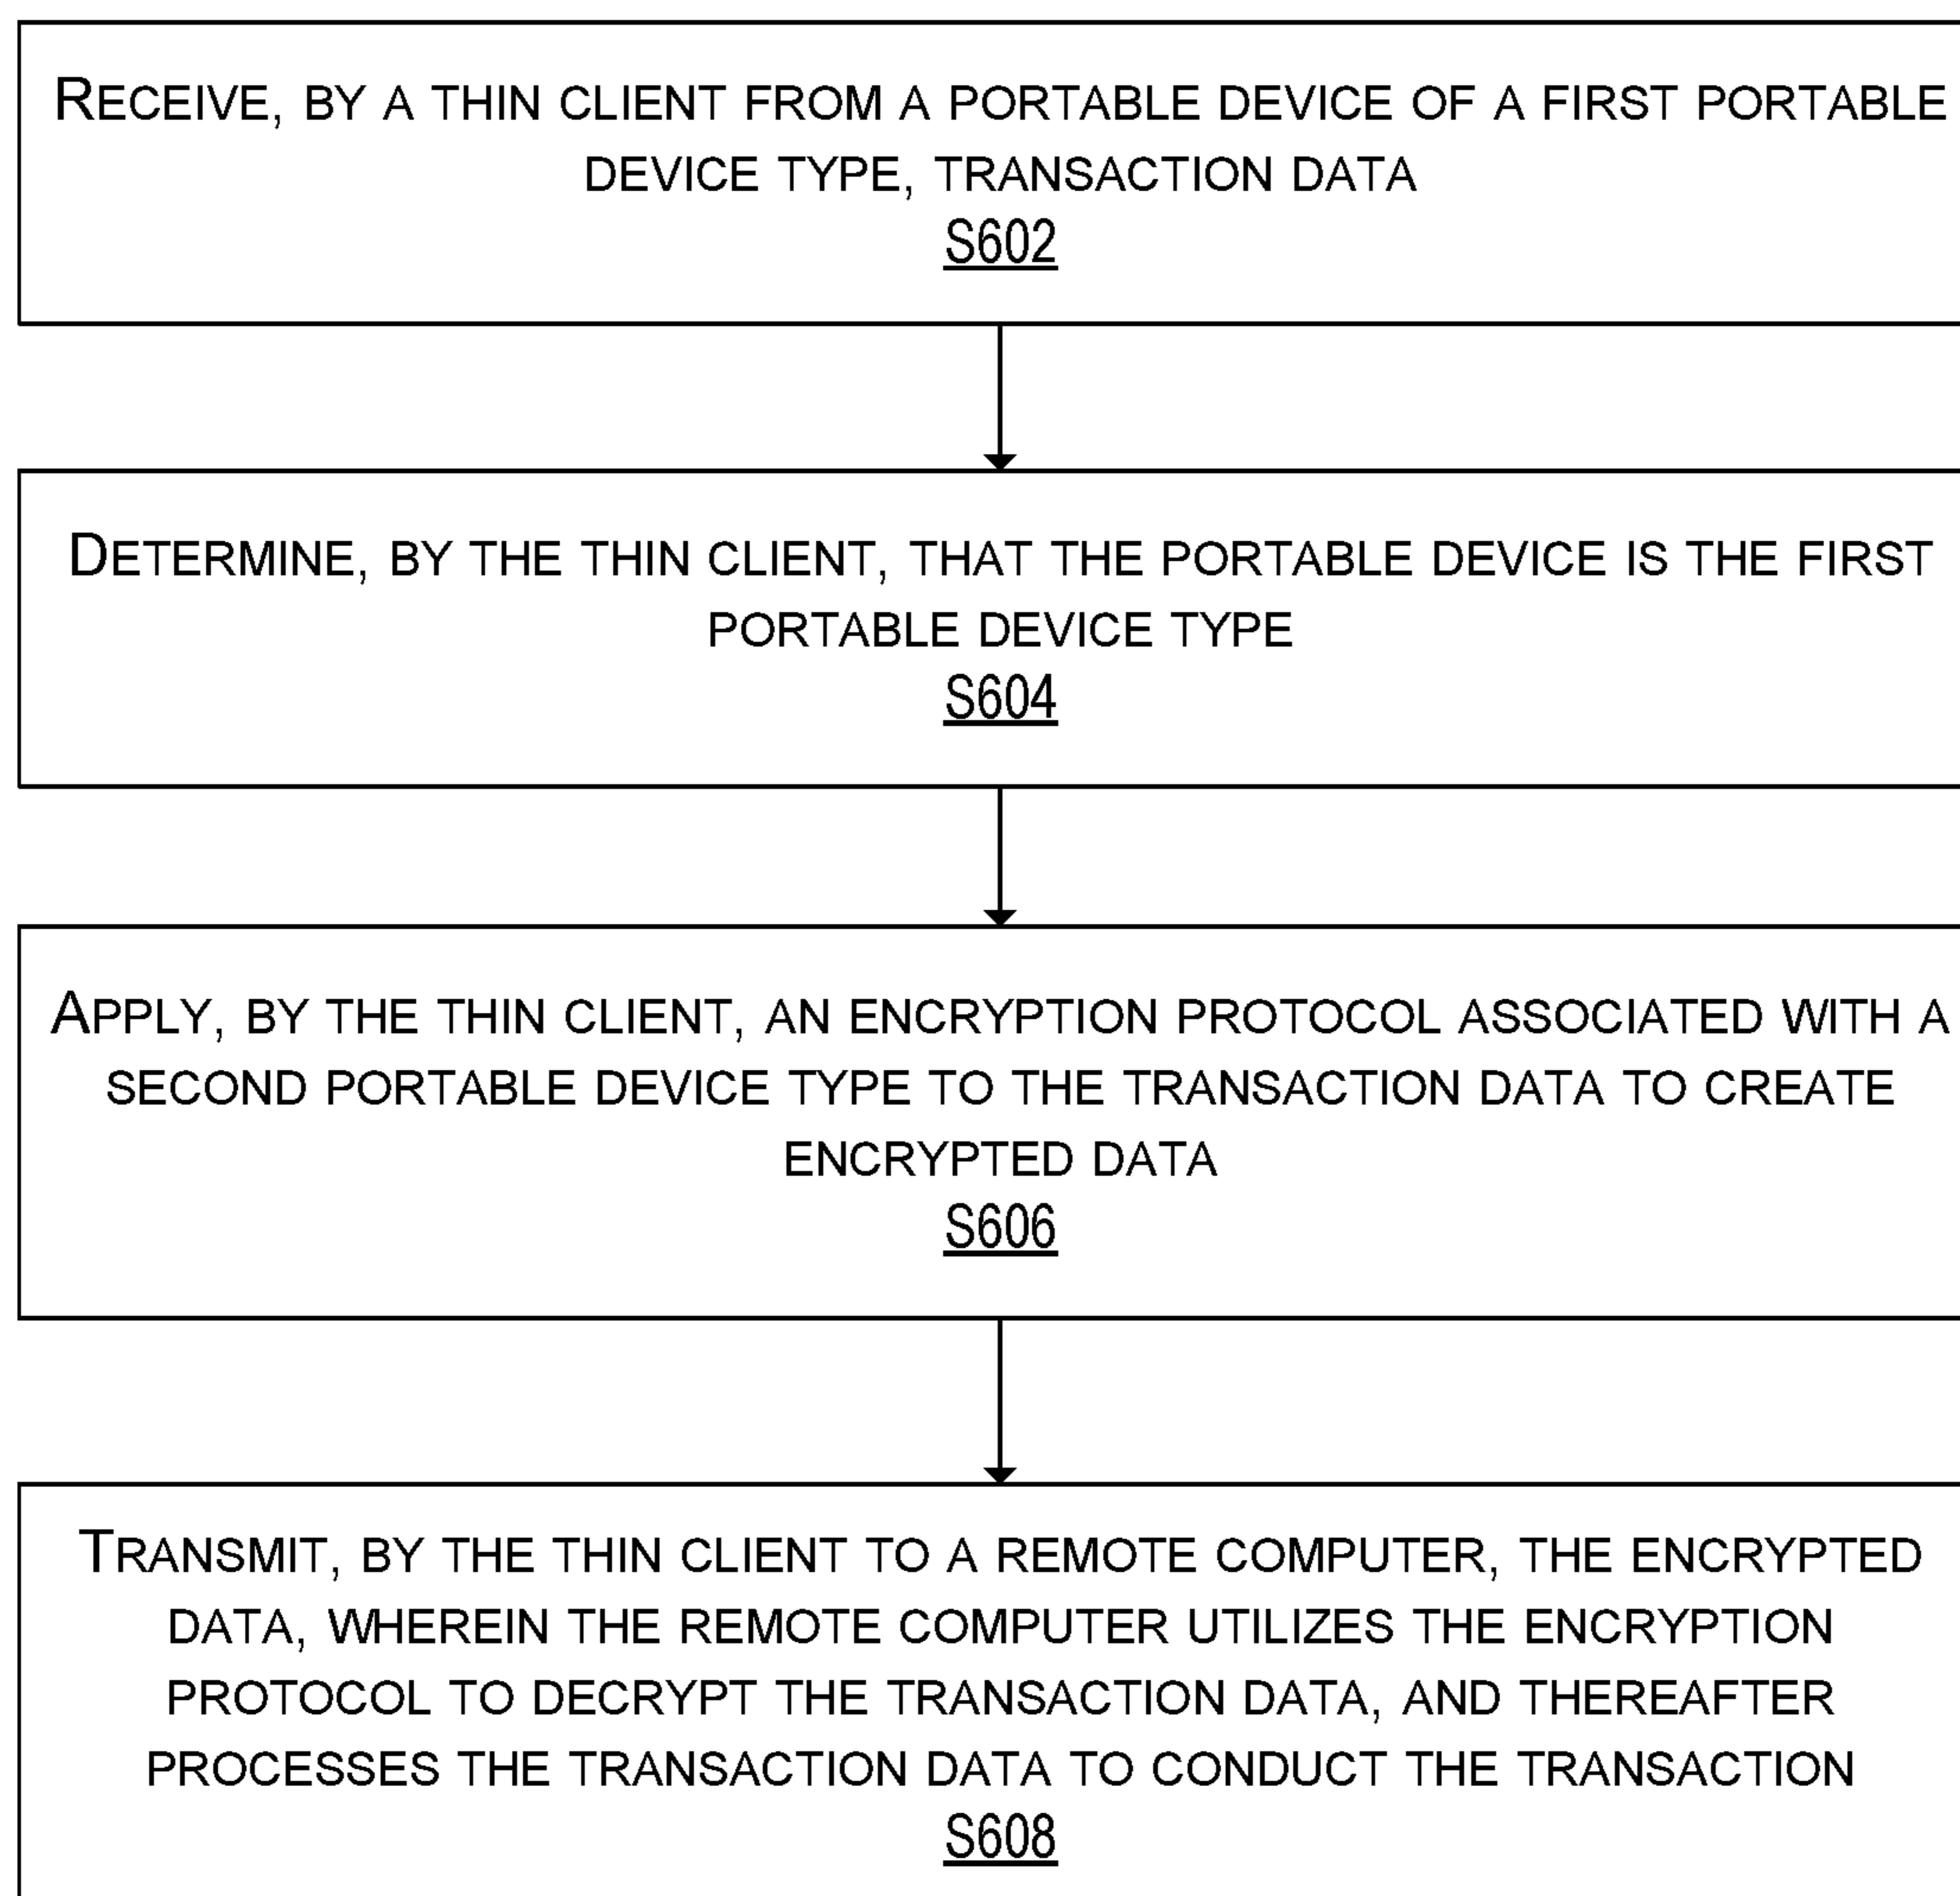 RECEIVE, BY A THIN CLIENT FROM A PORTABLE DEVICE OF A FIRST PORTABLE
DEVICE TYPE, TRANSACTION DATA
S602
DETERMINE, BY THE THIN CLIENT, THAT THE PORTABLE DEVICE IS THE FIRST
PORTABLE DEVICE TYPE
S604
APPLY, BY THE THIN CLIENT, AN ENCRYPTION PROTOCOL ASSOCIATED WITH A
SECOND PORTABLE DEVICE TYPE TO THE TRANSACTION DATA TO CREATE
ENCRYPTED DATA
S606
TRANSMIT, BY THE THIN CLIENT TO A REMOTE COMPUTER, THE ENCRYPTED
DATA, WHEREIN THE REMOTE COMPUTER UTILIZES THE ENCRYPTION
PROTOCOL TO DECRYPT THE TRANSACTION DATA, AND THEREAFTER
PROCESSES THE TRANSACTION DATA TO CONDUCT THE TRANSACTION
S608